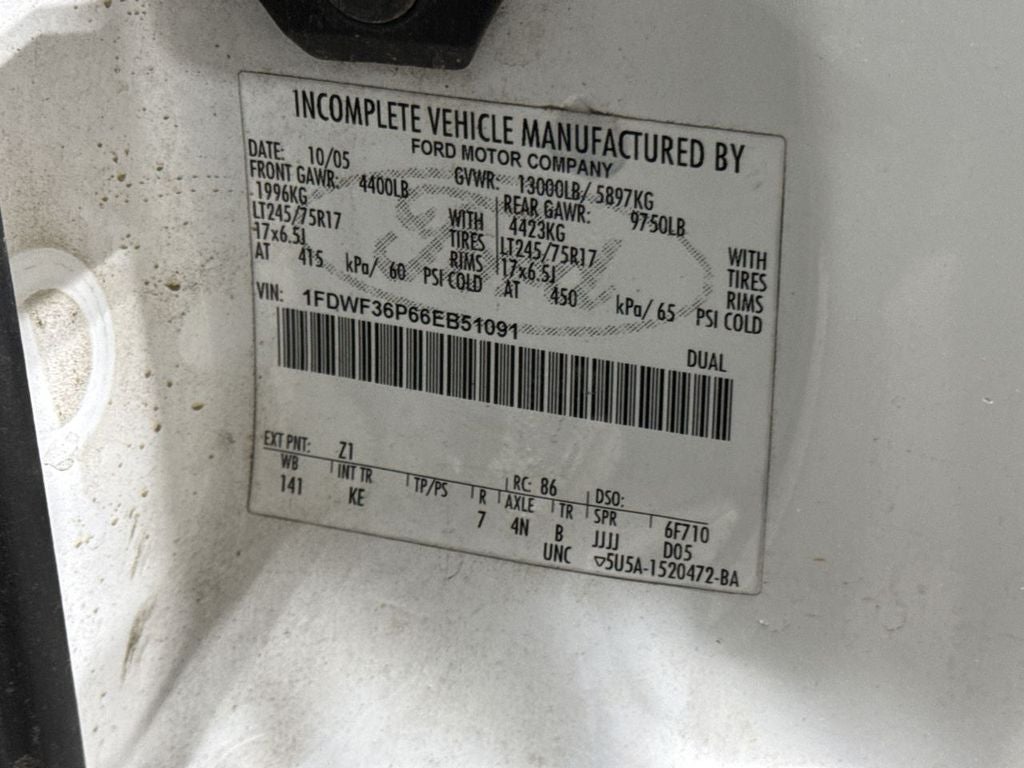 INCOMPLETE VEHICLE MANUFACTURED BY
FORD MOTOR COMPANY
DATE: 10/05 GVWR: 13000LB/ 5897KG
FRONT GAWR: 4400LB REAR GAWR: 9750LB
1996KG WITH 4423KG WITH
LT245/75R17 TIRES LT245/75R17 TIRES
17x6.5J RIMS 17x6.5J RIMS
AT 415 kPa/ 60 PSI COLD AT 450 kPa/ 65 PSI COLD
VIN: 1FDWF36P66EB51091
DUAL
EXT PNT: Z1 RC: 86 DSO:
WB INT TR TP/PS R AXLE TR SPR 6F710
141 KE 7 4N B JJJJ D05
UNC ▽5U5A-1520472-BA